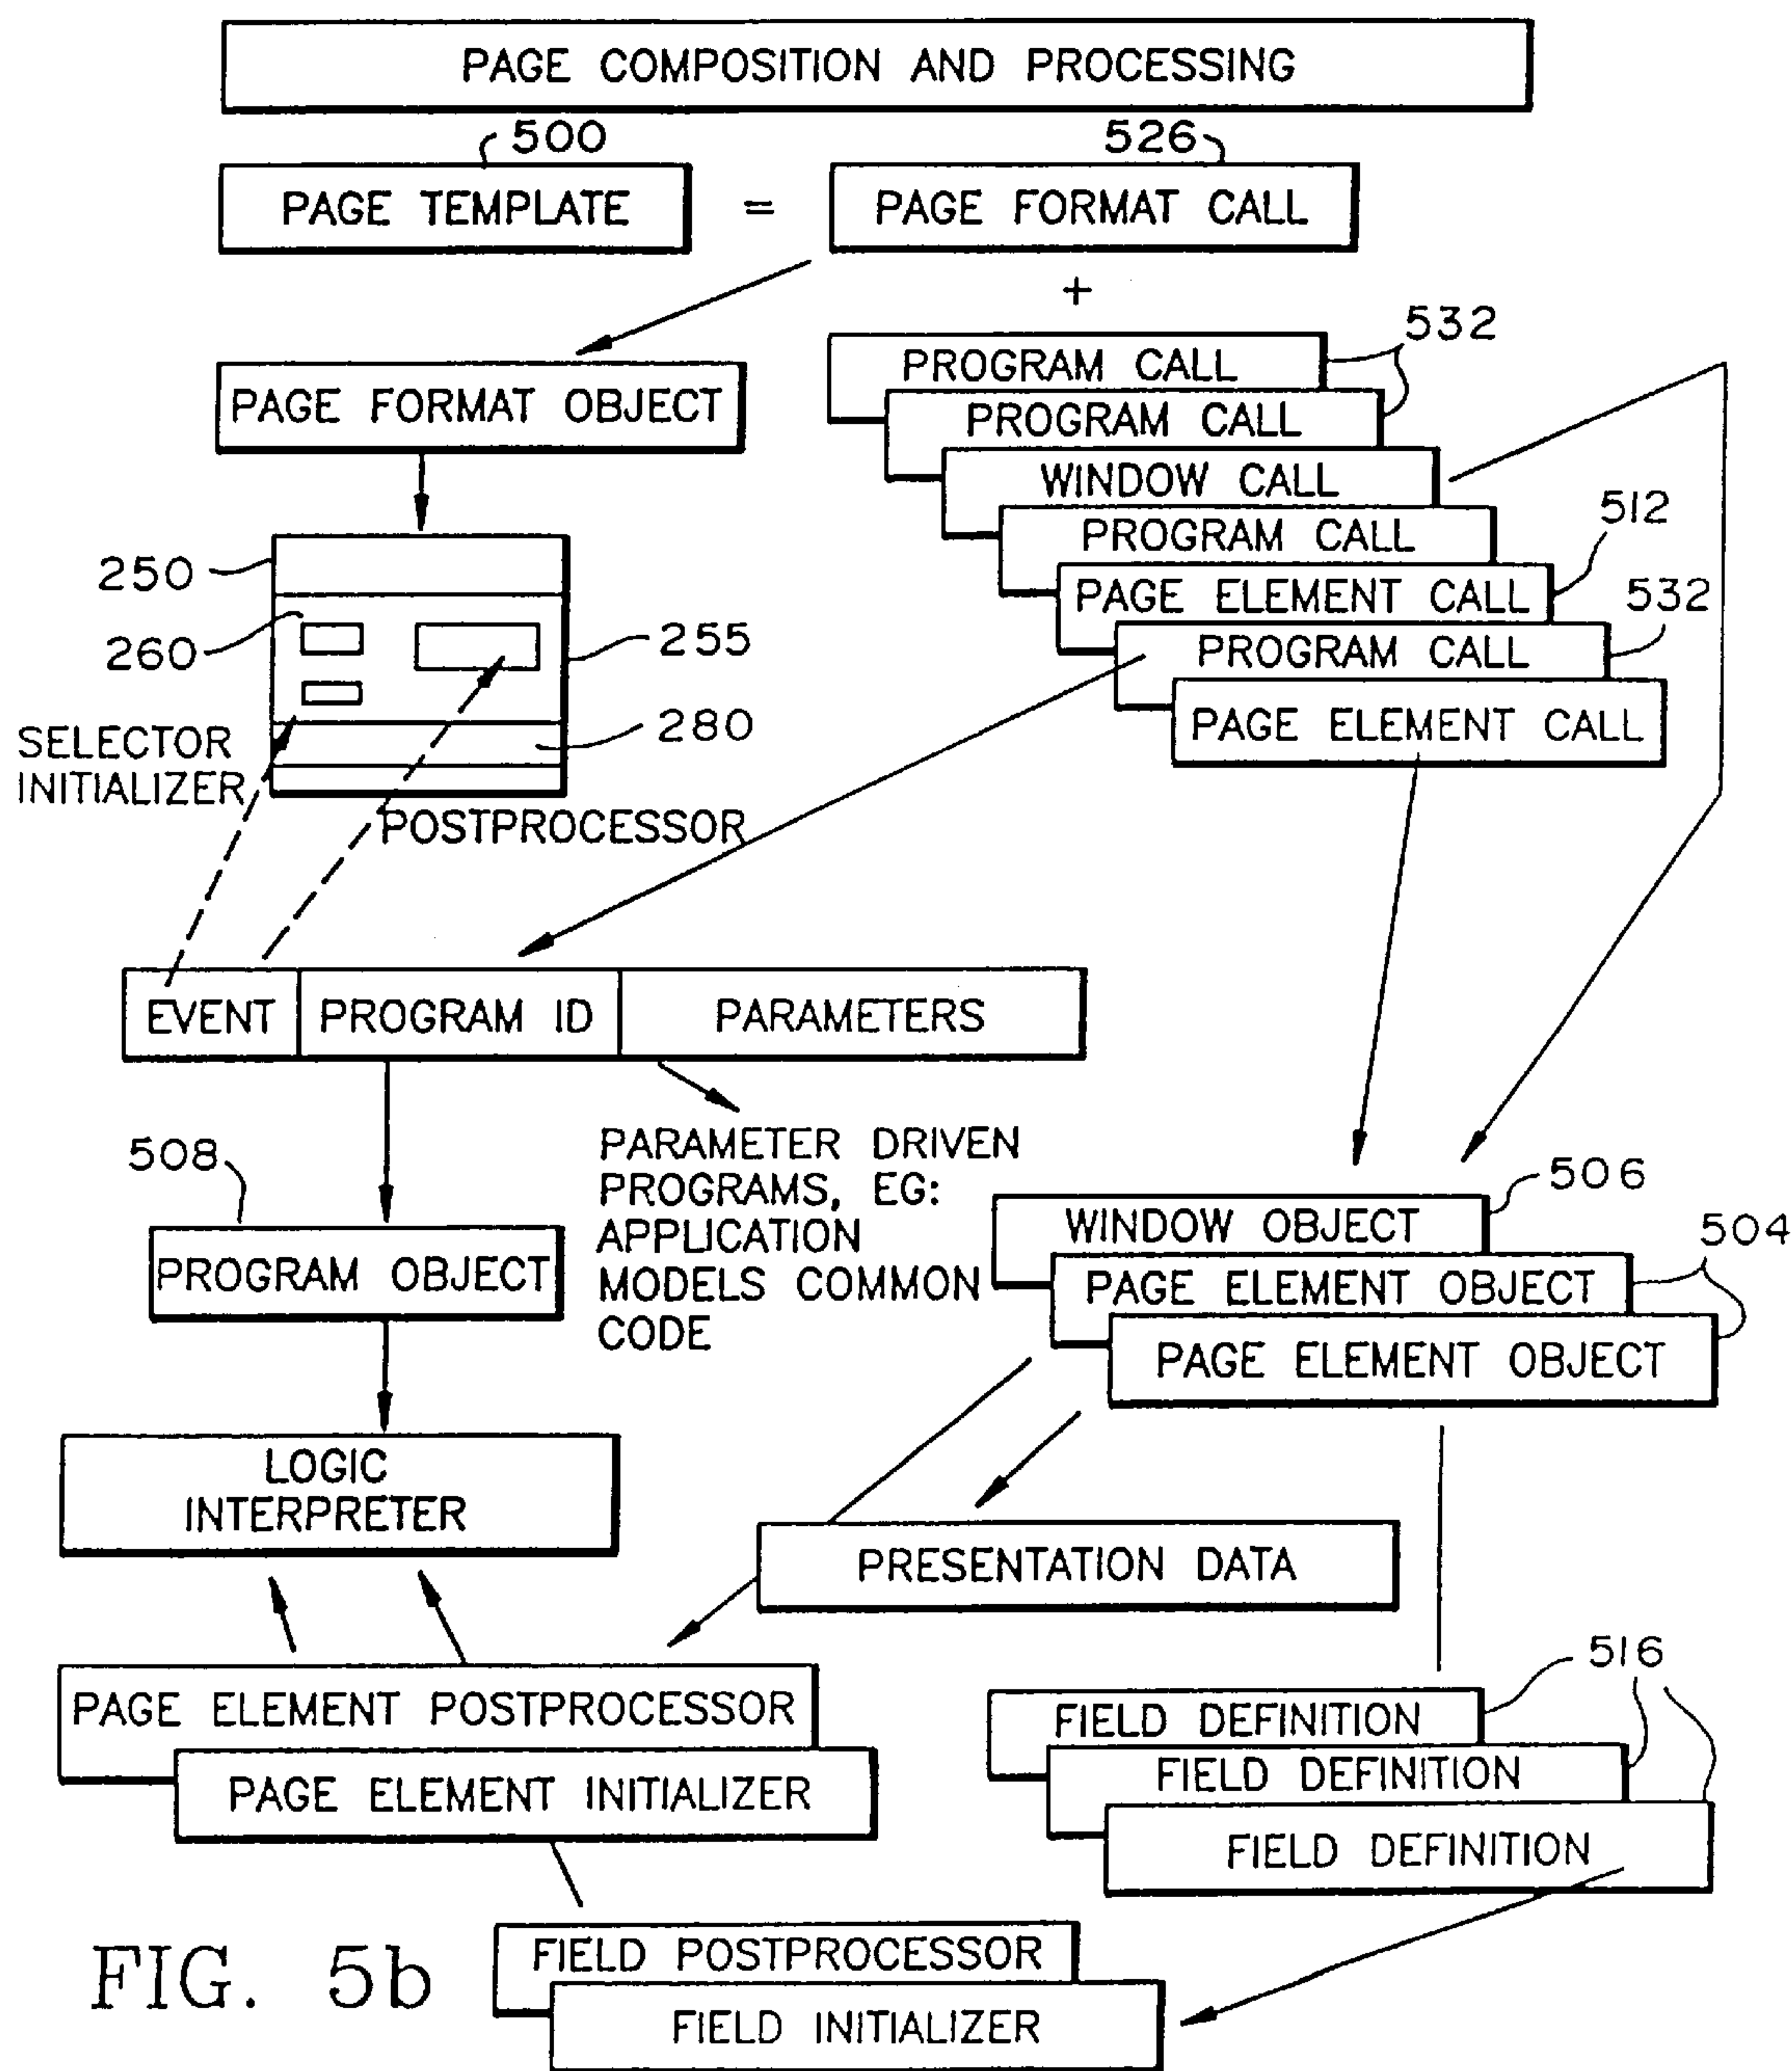 PAGE COMPOSITION AND PROCESSING
500
526
PAGE TEMPLATE = PAGE FORMAT CALL
+
532
PROGRAM CALL
PAGE FORMAT OBJECT
PROGRAM CALL
WINDOW CALL
512
PROGRAM CALL
250
PAGE ELEMENT CALL
532
260
255
PROGRAM CALL
280
PAGE ELEMENT CALL
SELECTOR
INITIALIZER
POSTPROCESSOR
EVENT PROGRAM ID PARAMETERS
508
PARAMETER DRIVEN
PROGRAMS, EG:
APPLICATION
MODELS COMMON
CODE
506
WINDOW OBJECT
504
PROGRAM OBJECT
PAGE ELEMENT OBJECT
PAGE ELEMENT OBJECT
LOGIC
INTERPRETER
PRESENTATION DATA
516
PAGE ELEMENT POSTPROCESSOR
FIELD DEFINITION
PAGE ELEMENT INITIALIZER
FIELD DEFINITION
FIELD DEFINITION
FIELD POSTPROCESSOR
FIELD INITIALIZER
FIG. 5b